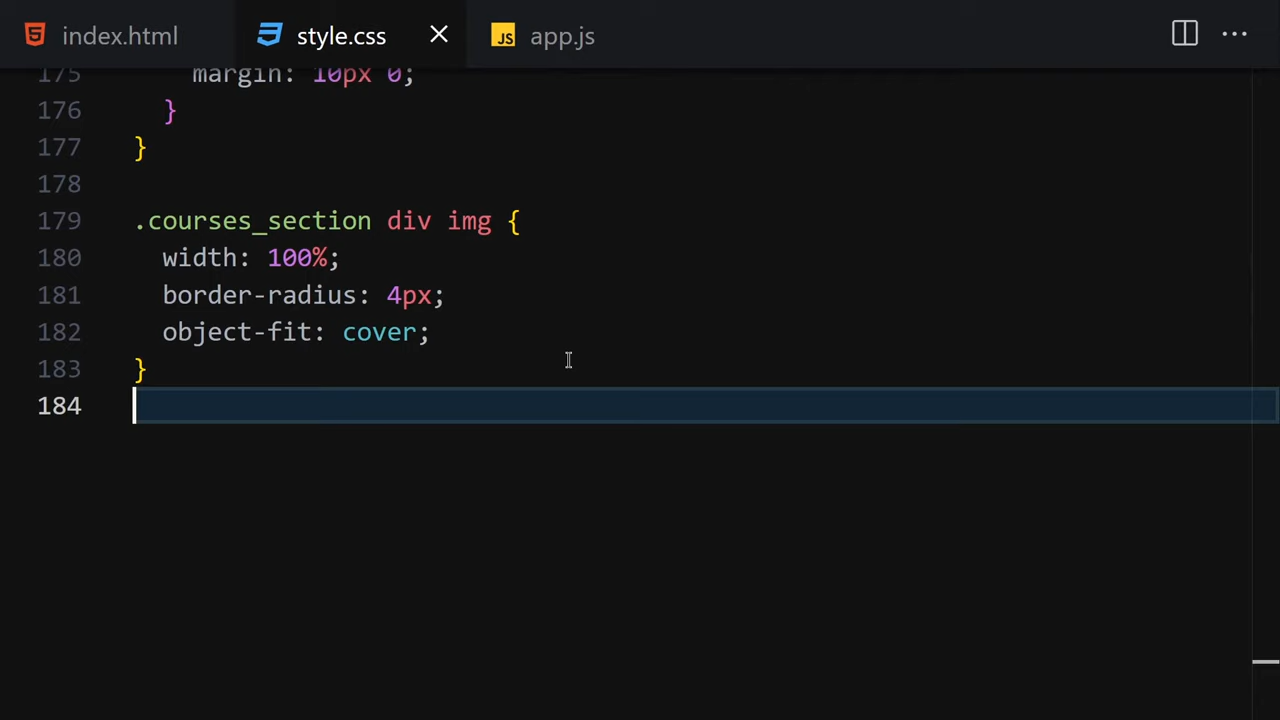 index.html style.css app.js
175 margin: 10px 0;
176 }
177 }
178
179 .courses_section div img {
180 width: 100%;
181 border-radius: 4px;
182 object-fit: cover;
183 }
184